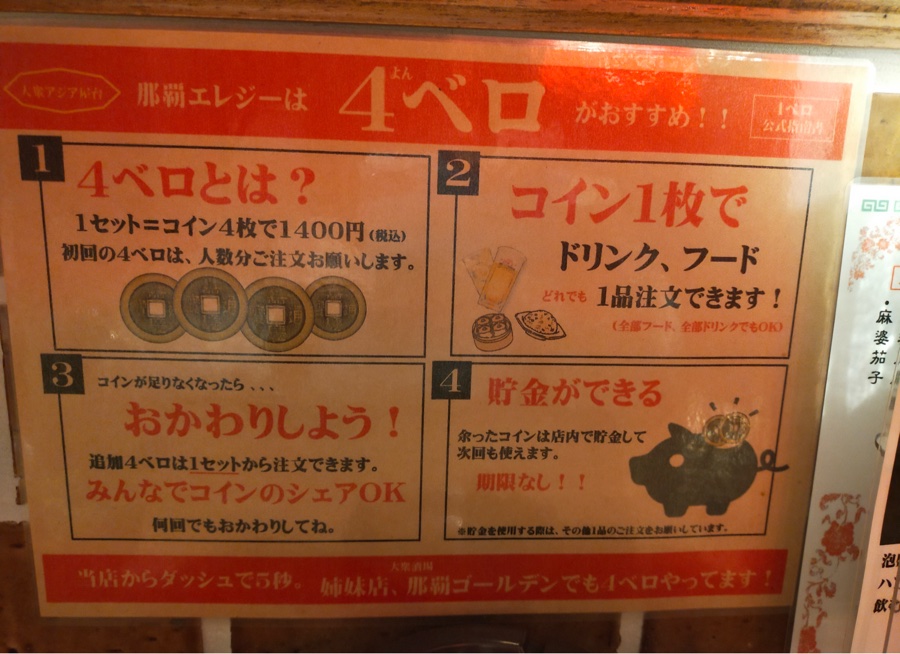 大衆アジア屋台
那覇エレジーは
よん
4ベロ
がおすすめ！！
4ベロ
公式指南書
1
4ベロとは？
1セット＝コイン4枚で1400円(税込)
初回の4ベロは、人数分ご注文お願いします。
2
コイン1枚で
ドリンク、フード
どれでも 1品注文できます！
(全部フード、全部ドリンクでもOK)
3
コインが足りなくなったら、、、
おかわりしよう！
追加4ベロは1セットから注文できます。
みんなでコインのシェアOK
何回でもおかわりしてね。
4
貯金ができる
余ったコインは店内で貯金して
次回も使えます。
期限なし！！
※貯金を使用する際は、その他1品のご注文をお願いしています。
大衆酒場
当店からダッシュで5秒。姉妹店、那覇ゴールデンでも4ベロやってます！
・麻婆茄子